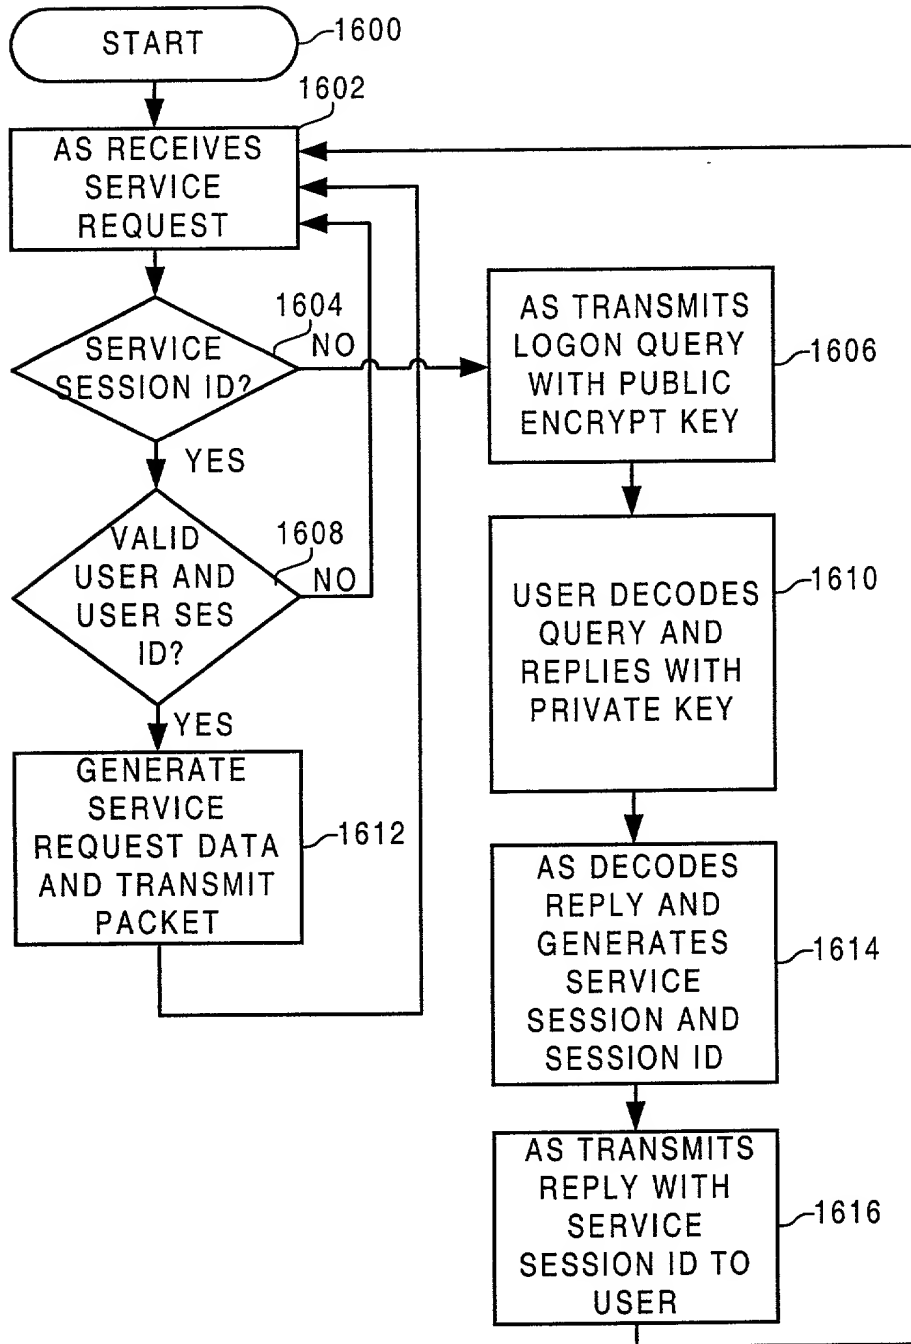 START
1600
1602
AS RECEIVES
SERVICE
REQUEST
1604
SERVICE
SESSION ID?
NO
YES
AS TRANSMITS
LOGON QUERY
WITH PUBLIC
ENCRYPT KEY
1606
VALID
USER AND
USER SES
ID?
1608
NO
YES
USER DECODES
QUERY AND
REPLIES WITH
PRIVATE KEY
1610
GENERATE
SERVICE
REQUEST DATA
AND TRANSMIT
PACKET
1612
AS DECODES
REPLY AND
GENERATES
SERVICE
SESSION AND
SESSION ID
1614
AS TRANSMITS
REPLY WITH
SERVICE
SESSION ID TO
USER
1616